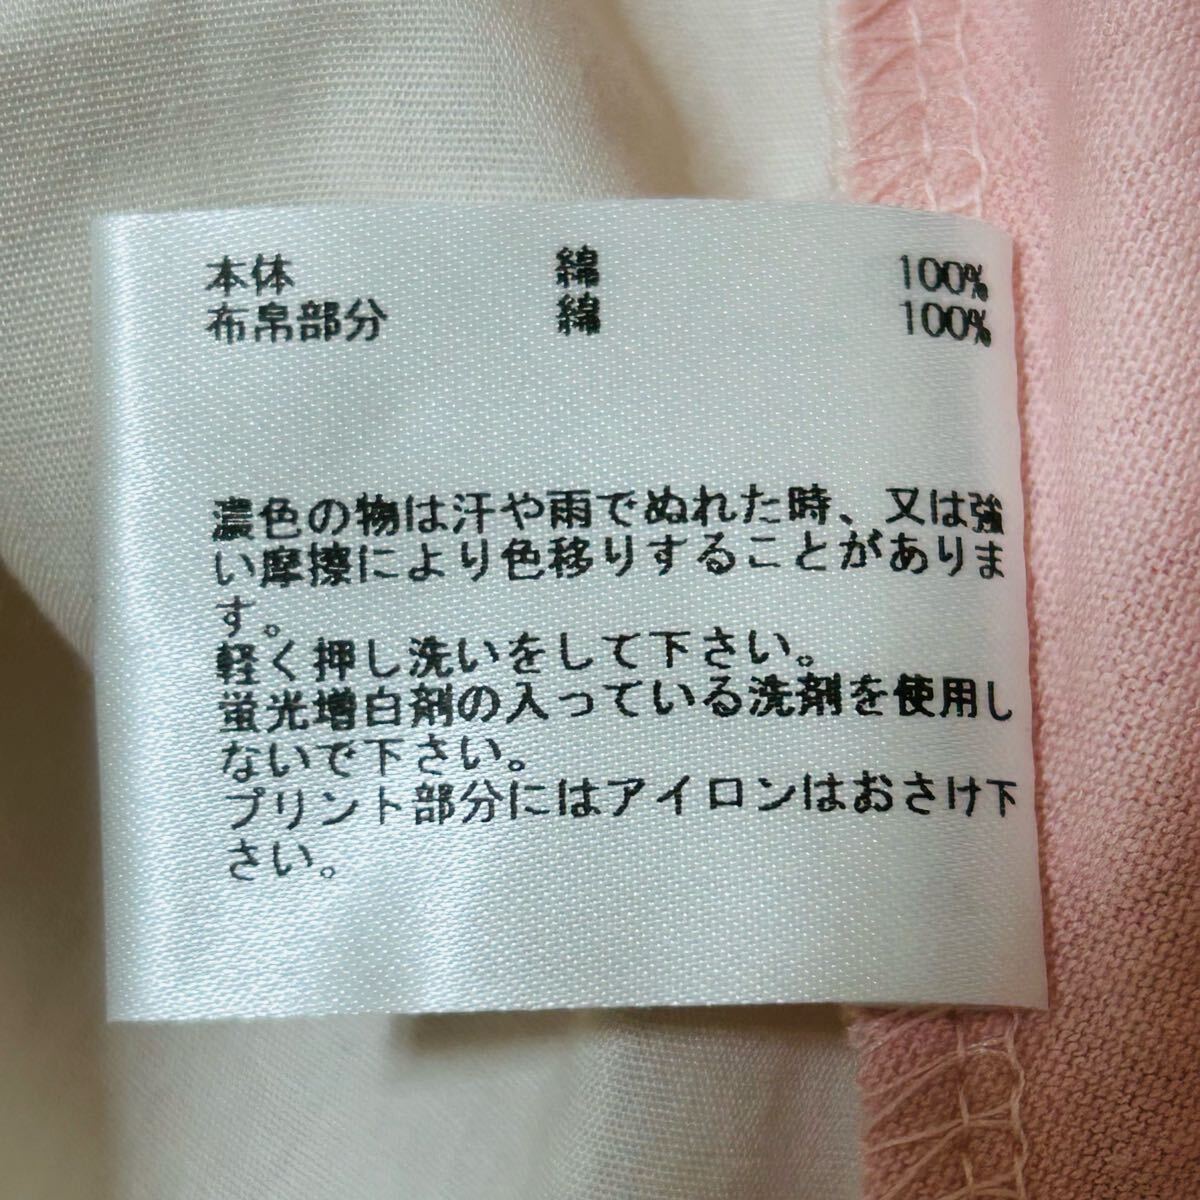 本体 綿 100%
布帛部分 綿 100%
濃色の物は汗や雨でぬれた時、又は強
い摩擦により色移りすることがありま
す。
軽く押し洗いをして下さい。
蛍光増白剤の入っている洗剤を使用し
ないで下さい。
プリント部分にはアイロンはおさけ下
さい。